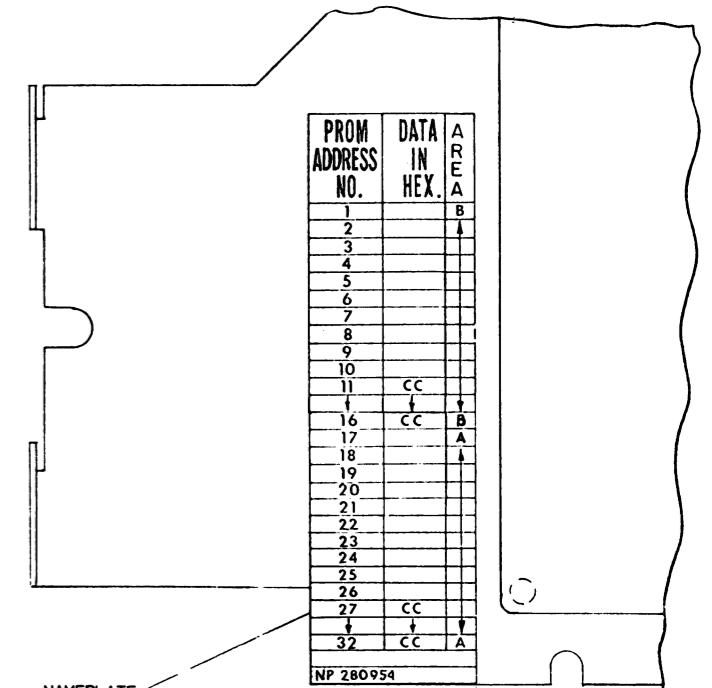 PROM ADDRESS NO. DATA IN HEX. AREA
1 B
2
3
4
5
6
7
8
9
10
11 CC
16 CC B
17 A
18
19
20
21
22
23
24
25
26
27 CC
32 CC A
NP 280954
NAMEPLATE